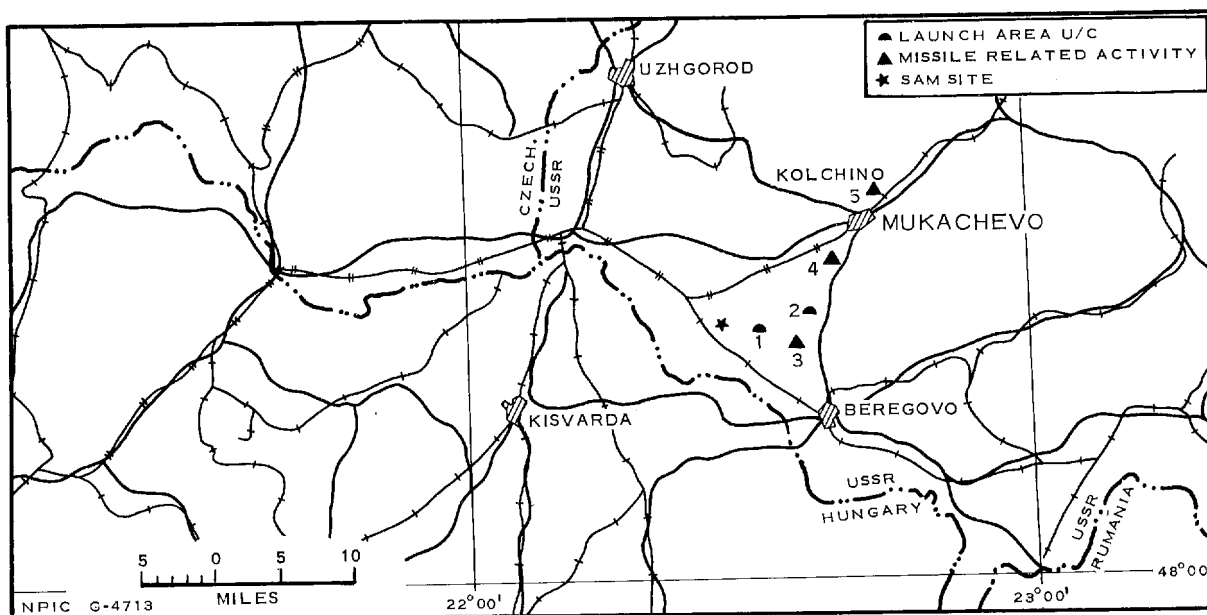 LAUNCH AREA U/C
MISSILE RELATED ACTIVITY
SAM SITE
UZHGOROD
CZECH.
USSR
KOLCHINO
5
MUKACHEVO
4
2
1
3
KISVARDA
BEREGOVO
USSR
HUNGARY
USSR
RUMANIA
5 0 5 10
MILES
NPIC G-4713
22°00'
23°00'
48°00'